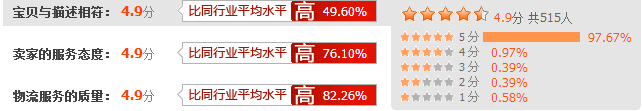 宝贝与描述相符： 4.9分 比同行业平均水平 高 49.60%
卖家的服务态度： 4.9分 比同行业平均水平 高 76.10%
物流服务的质量： 4.9分 比同行业平均水平 高 82.26%
4.9分 共515人
5分 97.67%
4分 0.97%
3分 0.39%
2分 0.39%
1分 0.58%